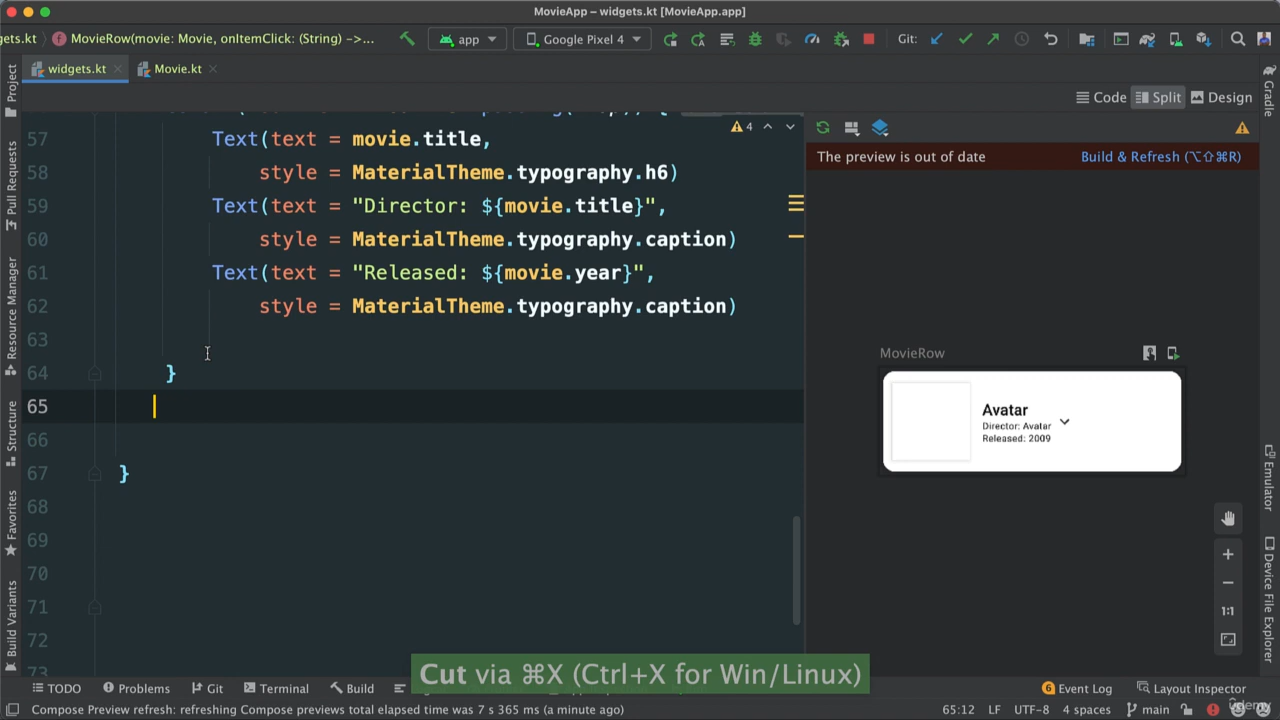 MovieApp – widgets.kt [MovieApp.app]
gets.kt
MovieRow(movie: Movie, onItemClick: (String) ->...
app
Google Pixel 4
Git:
widgets.kt
Movie.kt
Code
Split
Design
57 Text(text = movie.title,
4
58 style = MaterialTheme.typography.h6)
59 Text(text = "Director: ${movie.title}",
60 style = MaterialTheme.typography.caption)
61 Text(text = "Released: ${movie.year}",
62 style = MaterialTheme.typography.caption)
63
64 }
65
66
67 }
68
69
70
71
72
73
The preview is out of date
Build & Refresh (⌥⇧⌘R)
MovieRow
Avatar
Director: Avatar
Released: 2009
1:1
Project
Pull Requests
Resource Manager
Structure
Favorites
Build Variants
Gradle
Emulator
Device File Explorer
Cut via ⌘X (Ctrl+X for Win/Linux)
TODO
Problems
Git
Terminal
Build
6 Event Log
Layout Inspector
Compose Preview refresh: refreshing Compose previews total elapsed time was 7 s 365 ms (a minute ago)
65:12
LF
UTF-8
4 spaces
main
Udemy